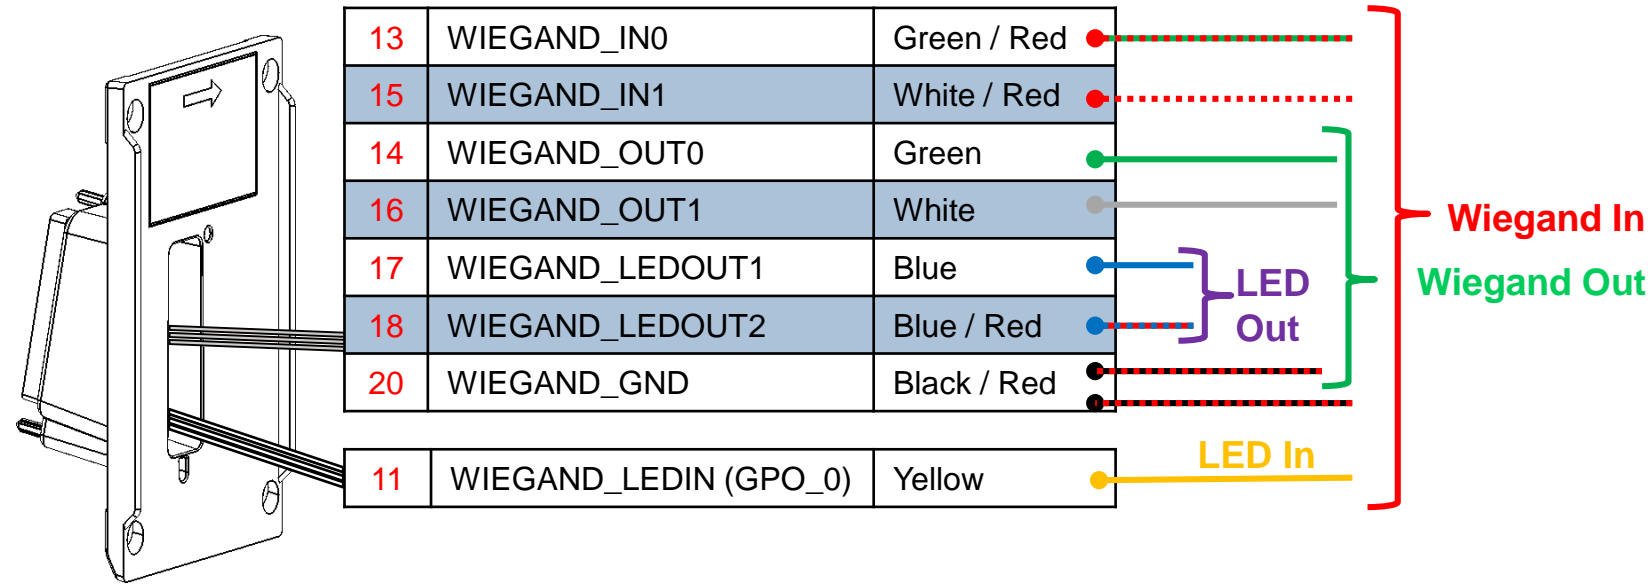 13 WIEGAND_IN0 Green / Red
15 WIEGAND_IN1 White / Red
14 WIEGAND_OUT0 Green
16 WIEGAND_OUT1 White
17 WIEGAND_LEDOUT1 Blue
18 WIEGAND_LEDOUT2 Blue / Red
20 WIEGAND_GND Black / Red
11 WIEGAND_LEDIN (GPO_0) Yellow
LED
Out
LED In
Wiegand In
Wiegand Out